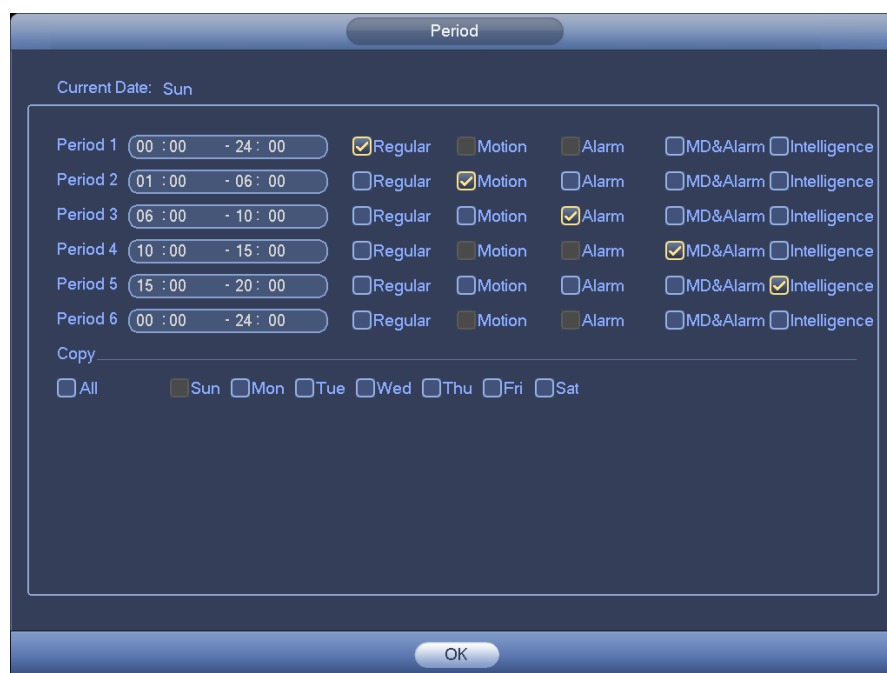 Period
Current Date: Sun
Period 1 00 :00 - 24 : 00 Regular Motion Alarm MD&Alarm Intelligence
Period 2 01 :00 - 06 : 00 Regular Motion Alarm MD&Alarm Intelligence
Period 3 06 :00 - 10 : 00 Regular Motion Alarm MD&Alarm Intelligence
Period 4 10 :00 - 15 : 00 Regular Motion Alarm MD&Alarm Intelligence
Period 5 15 :00 - 20 : 00 Regular Motion Alarm MD&Alarm Intelligence
Period 6 00 :00 - 24 : 00 Regular Motion Alarm MD&Alarm Intelligence
Copy
All Sun Mon Tue Wed Thu Fri Sat
OK